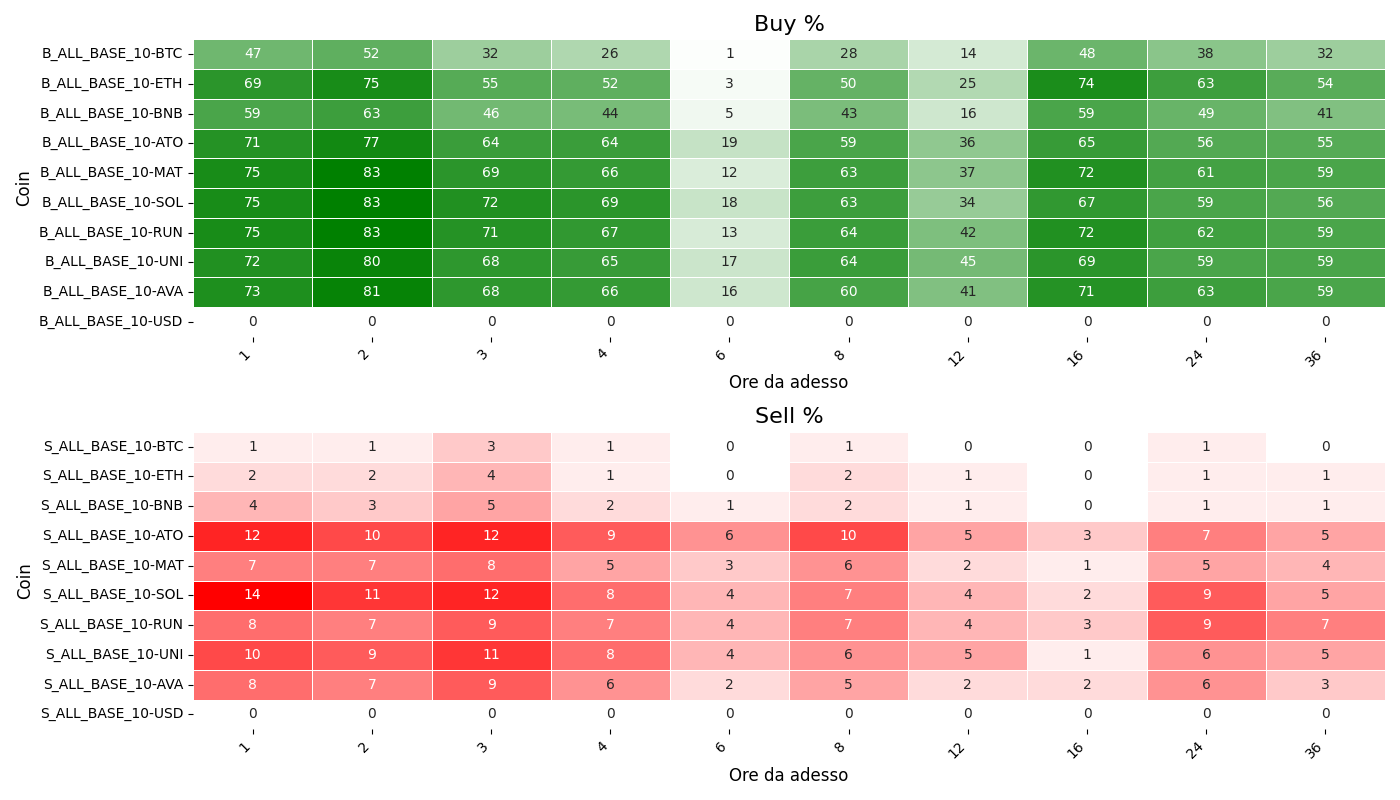 Buy %
Coin
B_ALL_BASE_10-BTC 47 52 32 26 1 28 14 48 38 32
B_ALL_BASE_10-ETH 69 75 55 52 3 50 25 74 63 54
B_ALL_BASE_10-BNB 59 63 46 44 5 43 16 59 49 41
B_ALL_BASE_10-ATO 71 77 64 64 19 59 36 65 56 55
B_ALL_BASE_10-MAT 75 83 69 66 12 63 37 72 61 59
B_ALL_BASE_10-SOL 75 83 72 69 18 63 34 67 59 56
B_ALL_BASE_10-RUN 75 83 71 67 13 64 42 72 62 59
B_ALL_BASE_10-UNI 72 80 68 65 17 64 45 69 59 59
B_ALL_BASE_10-AVA 73 81 68 66 16 60 41 71 63 59
B_ALL_BASE_10-USD 0 0 0 0 0 0 0 0 0 0
1 2 3 4 6 8 12 16 24 36
Ore da adesso
Sell %
Coin
S_ALL_BASE_10-BTC 1 1 3 1 0 1 0 0 1 0
S_ALL_BASE_10-ETH 2 2 4 1 0 2 1 0 1 1
S_ALL_BASE_10-BNB 4 3 5 2 1 2 1 0 1 1
S_ALL_BASE_10-ATO 12 10 12 9 6 10 5 3 7 5
S_ALL_BASE_10-MAT 7 7 8 5 3 6 2 1 5 4
S_ALL_BASE_10-SOL 14 11 12 8 4 7 4 2 9 5
S_ALL_BASE_10-RUN 8 7 9 7 4 7 4 3 9 7
S_ALL_BASE_10-UNI 10 9 11 8 4 6 5 1 6 5
S_ALL_BASE_10-AVA 8 7 9 6 2 5 2 2 6 3
S_ALL_BASE_10-USD 0 0 0 0 0 0 0 0 0 0
1 2 3 4 6 8 12 16 24 36
Ore da adesso